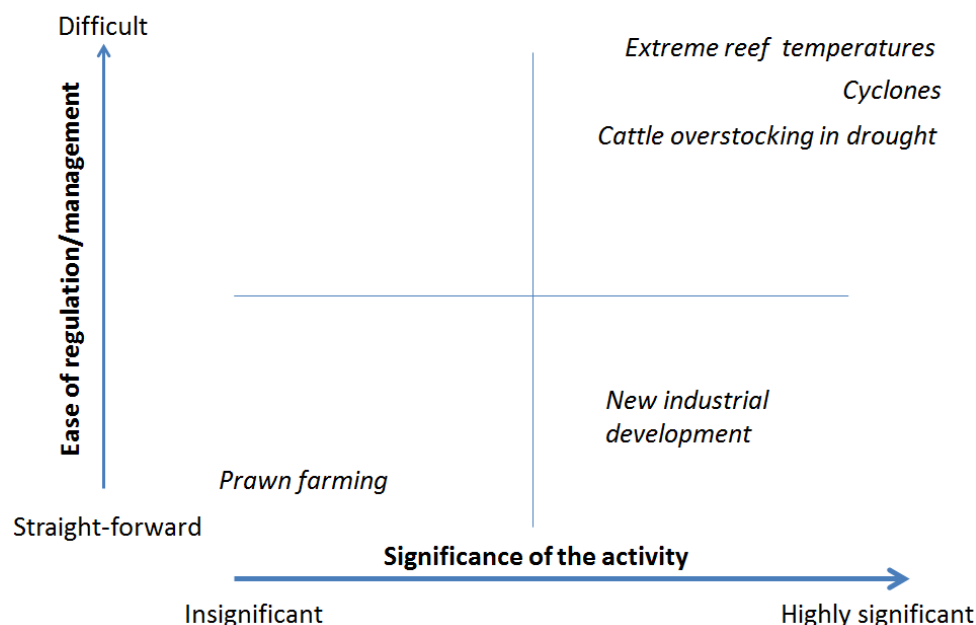 Difficult
Extreme reef temperatures
Cyclones
Cattle overstocking in drought
Ease of regulation/management
New industrial
development
Prawn farming
Straight-forward
Significance of the activity
Insignificant
Highly significant